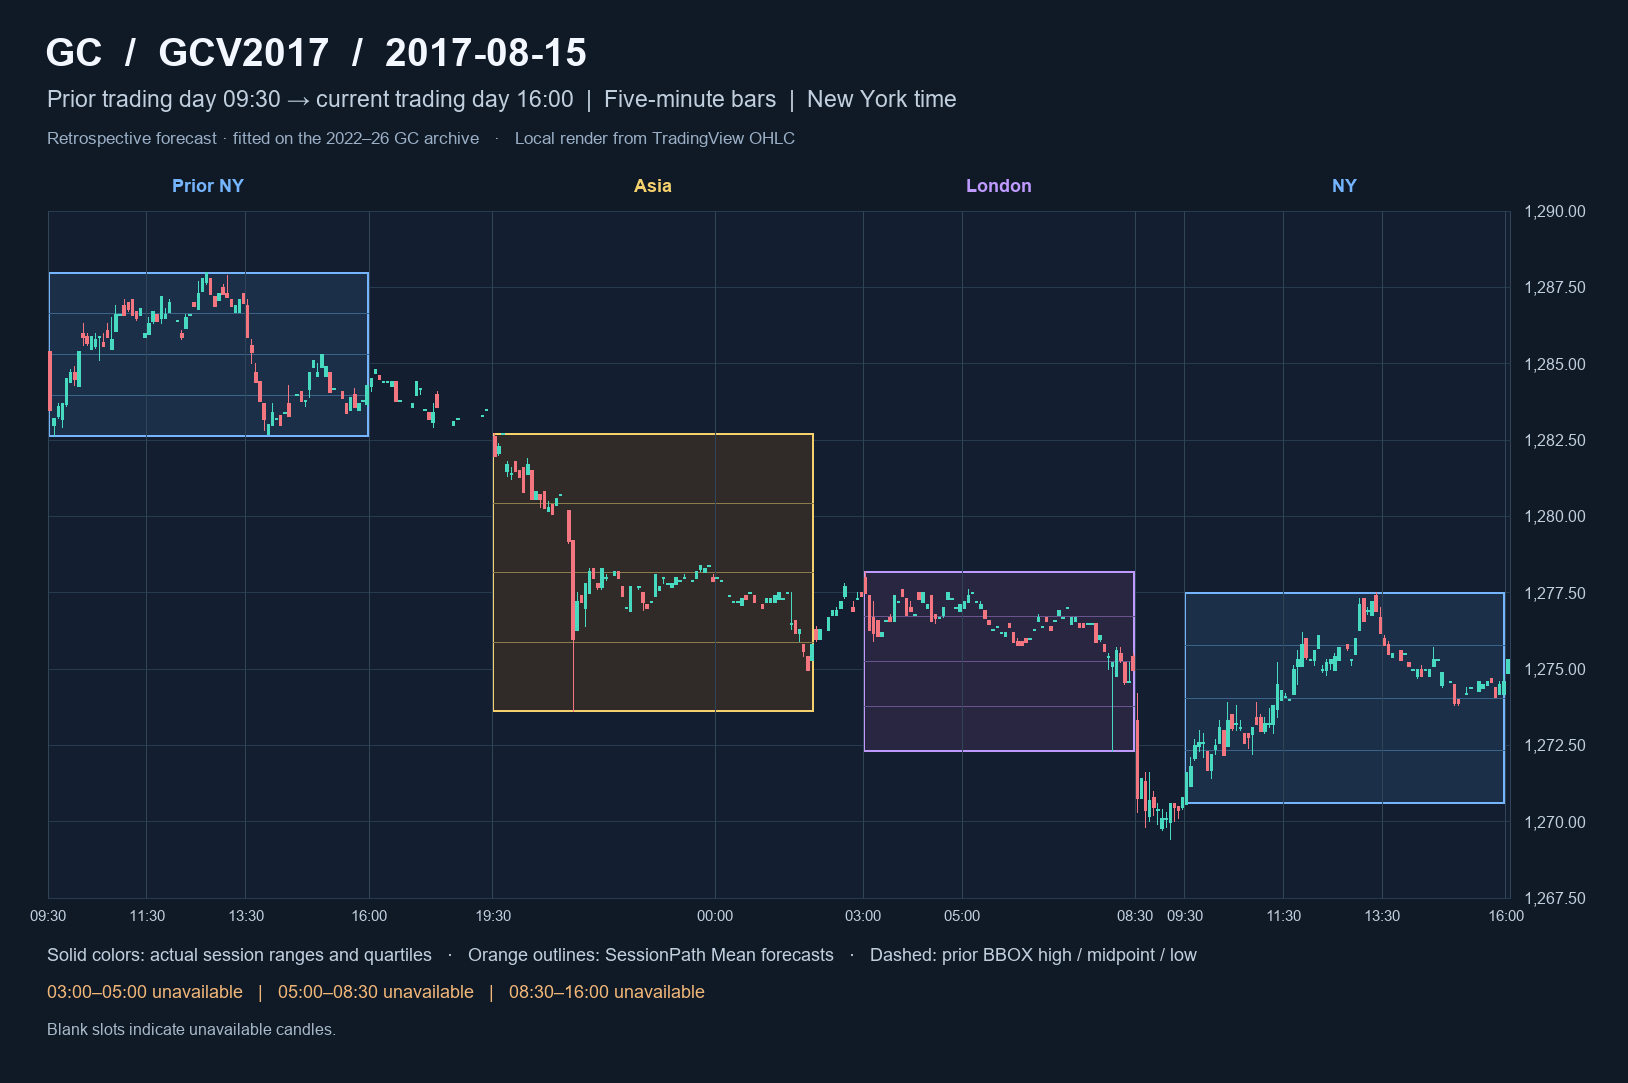 GC / GCV2017 / 2017-08-15
Prior trading day 09:30 → current trading day 16:00 | Five-minute bars | New York time
Retrospective forecast · fitted on the 2022–26 GC archive · Local render from TradingView OHLC
Prior NY Asia London NY
1,290.00
1,287.50
1,285.00
1,282.50
1,280.00
1,277.50
1,275.00
1,272.50
1,270.00
1,267.50
09:30 11:30 13:30 16:00 19:30 00:00 03:00 05:00 08:30 09:30 11:30 13:30 16:00
Solid colors: actual session ranges and quartiles · Orange outlines: SessionPath Mean forecasts · Dashed: prior BBOX high / midpoint / low
03:00–05:00 unavailable | 05:00–08:30 unavailable | 08:30–16:00 unavailable
Blank slots indicate unavailable candles.